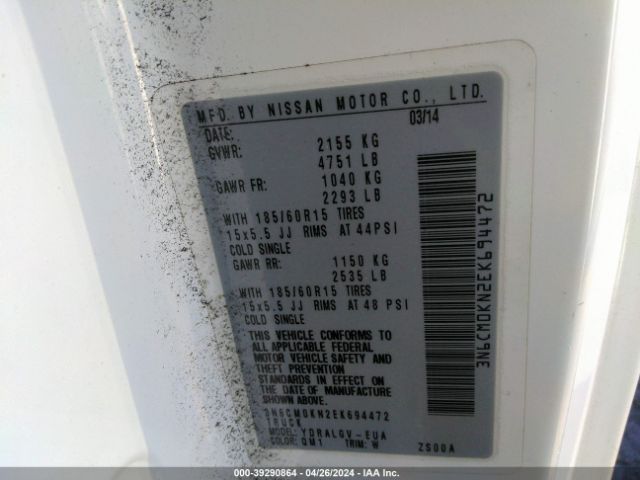 MFD. BY NISSAN MOTOR CO., LTD.
DATE: 03/14
GVWR: 2155 KG
4751 LB
GAWR FR: 1040 KG
2293 LB
WITH 185/60R15 TIRES
15x5.5 JJ RIMS AT 44PSI
COLD SINGLE
GAWR RR: 1150 KG
2535 LB
WITH 185/60R15 TIRES
15x5.5 JJ RIMS AT 48 PSI
COLD SINGLE
THIS VEHICLE CONFORMS TO
ALL APPLICABLE FEDERAL
MOTOR VEHICLE SAFETY AND
THEFT PREVENTION
STANDARDS IN EFFECT ON
THE DATE OF MANUFACTURE
SHOWN ABOVE.
3N6CM0KN2EK694472
TRUCK
MODEL: YDRALGV-EUA
COLOR: QM1 TRIM: W ZS00A
3N6CM0KN2EK694472
000-39290864 - 04/26/2024 - IAA Inc.